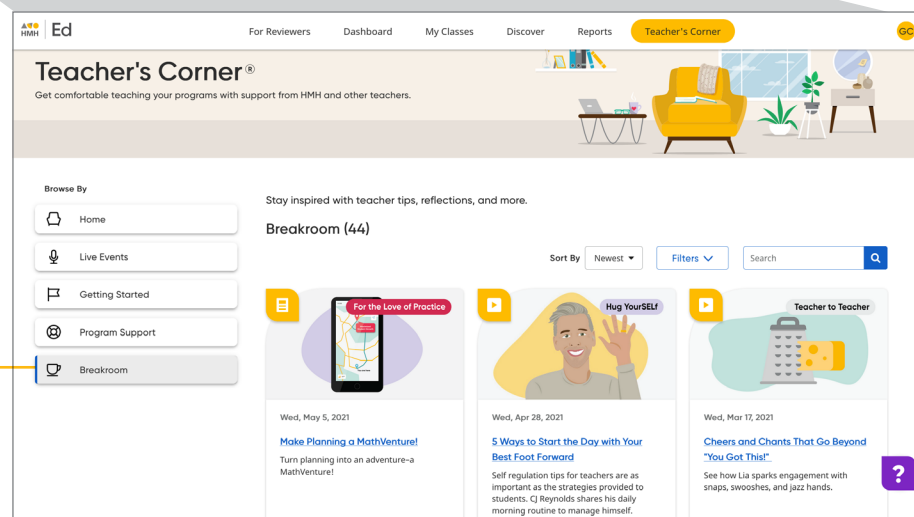 HMH Ed
For Reviewers
Dashboard
My Classes
Discover
Reports
Teacher's Corner
GC
Teacher's Corner®
Get comfortable teaching your programs with support from HMH and other teachers.
Browse By
Home
Live Events
Getting Started
Program Support
Breakroom
Stay inspired with teacher tips, reflections, and more.
Breakroom (44)
Sort By
Newest
Filters
Search
For the Love of Practice
Wed, May 5, 2021
Make Planning a MathVenture!
Turn planning into an adventure–a
MathVenture!
Hug YourSELf
Wed, Apr 28, 2021
5 Ways to Start the Day with Your
Best Foot Forward
Self regulation tips for teachers are as
important as the strategies provided to
students. CJ Reynolds shares his daily
morning routine to manage himself.
Teacher to Teacher
Wed, Mar 17, 2021
Cheers and Chants That Go Beyond
"You Got This!"
See how Lia sparks engagement with
snaps, swooshes, and jazz hands.
?